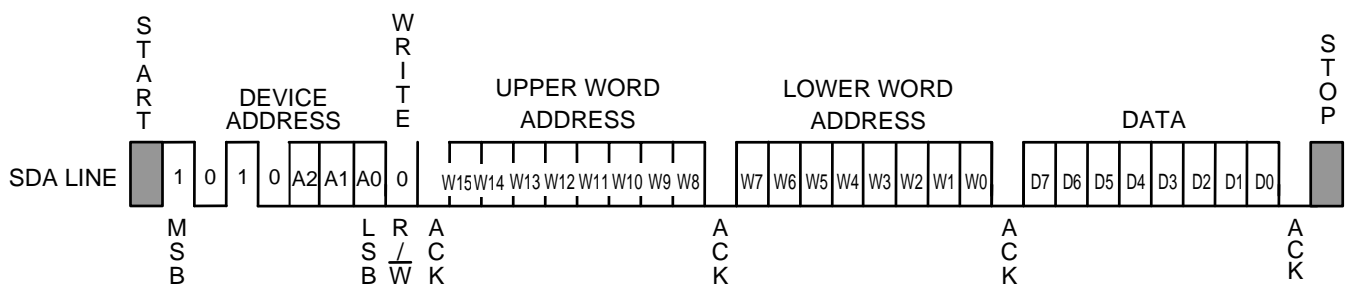 START
WRITE
STOP
DEVICE
ADDRESS
UPPER WORD
ADDRESS
LOWER WORD
ADDRESS
DATA
SDA LINE
1 0 1 0 A2 A1 A0 0
W15 W14 W13 W12 W11 W10 W9 W8
W7 W6 W5 W4 W3 W2 W1 W0
D7 D6 D5 D4 D3 D2 D1 D0
MSB
LSB
R/W
ACK
ACK
ACK
ACK